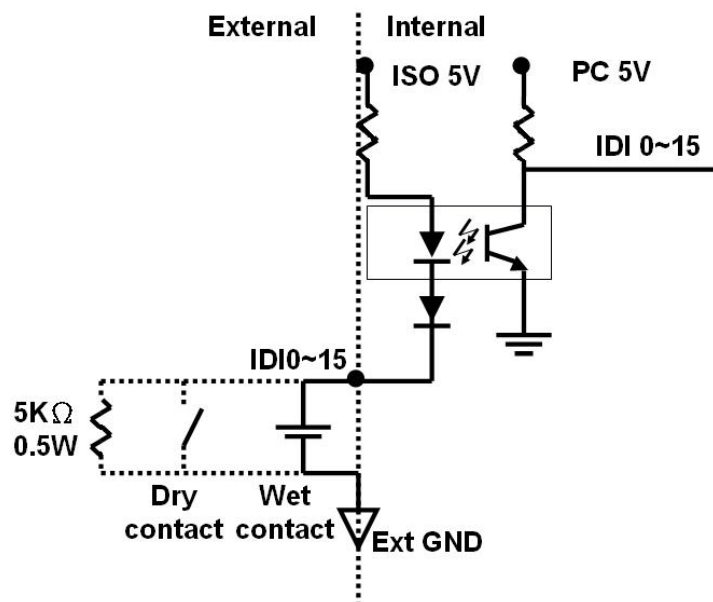 External Internal
ISO 5V PC 5V
IDI 0~15
IDI0~15
5KΩ
0.5W
Dry contact
Wet contact
Ext GND